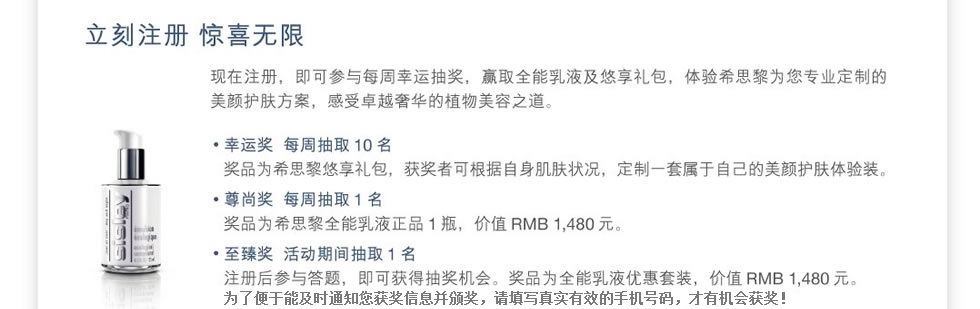 立刻注册 惊喜无限
现在注册，即可参与每周幸运抽奖，赢取全能乳液及悠享礼包，体验希思黎为您专业定制的
美颜护肤方案，感受卓越奢华的植物美容之道。
• 幸运奖 每周抽取 10 名
奖品为希思黎悠享礼包，获奖者可根据自身肌肤状况，定制一套属于自己的美颜护肤体验装。
• 尊尚奖 每周抽取 1 名
奖品为希思黎全能乳液正品 1 瓶，价值 RMB 1,480 元。
• 至臻奖 活动期间抽取 1 名
注册后参与答题，即可获得抽奖机会。奖品为全能乳液优惠套装，价值 RMB 1,480 元。
为了便于能及时通知您获奖信息并颁奖，请填写真实有效的手机号码，才有机会获奖！
sisley